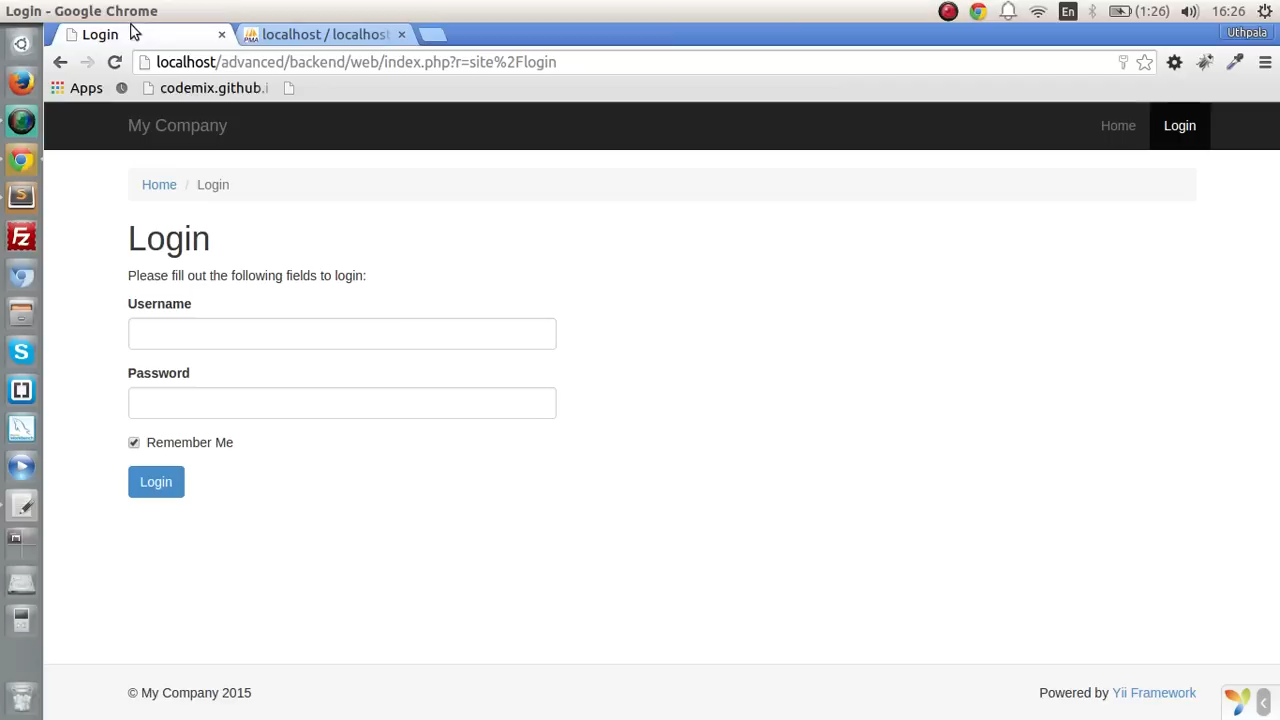 Login - Google Chrome
En
(1:26)
16:26
Login
localhost / localhost
Uthpala
localhost/advanced/backend/web/index.php?r=site%2Flogin
Apps
codemix.github.i
My Company
Home
Login
Home / Login
Login
Please fill out the following fields to login:
Username
Password
Remember Me
Login
© My Company 2015
Powered by Yii Framework